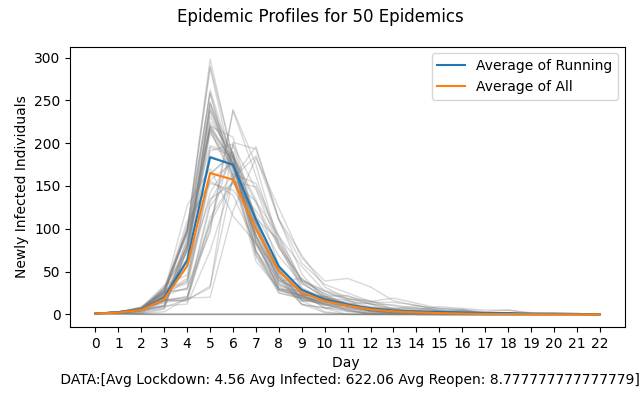 Epidemic Profiles for 50 Epidemics
300
250
200
150
100
50
0
Newly Infected Individuals
Average of Running
Average of All
0 1 2 3 4 5 6 7 8 9 10 11 12 13 14 15 16 17 18 19 20 21 22
Day
DATA:[Avg Lockdown: 4.56 Avg Infected: 622.06 Avg Reopen: 8.777777777777779]